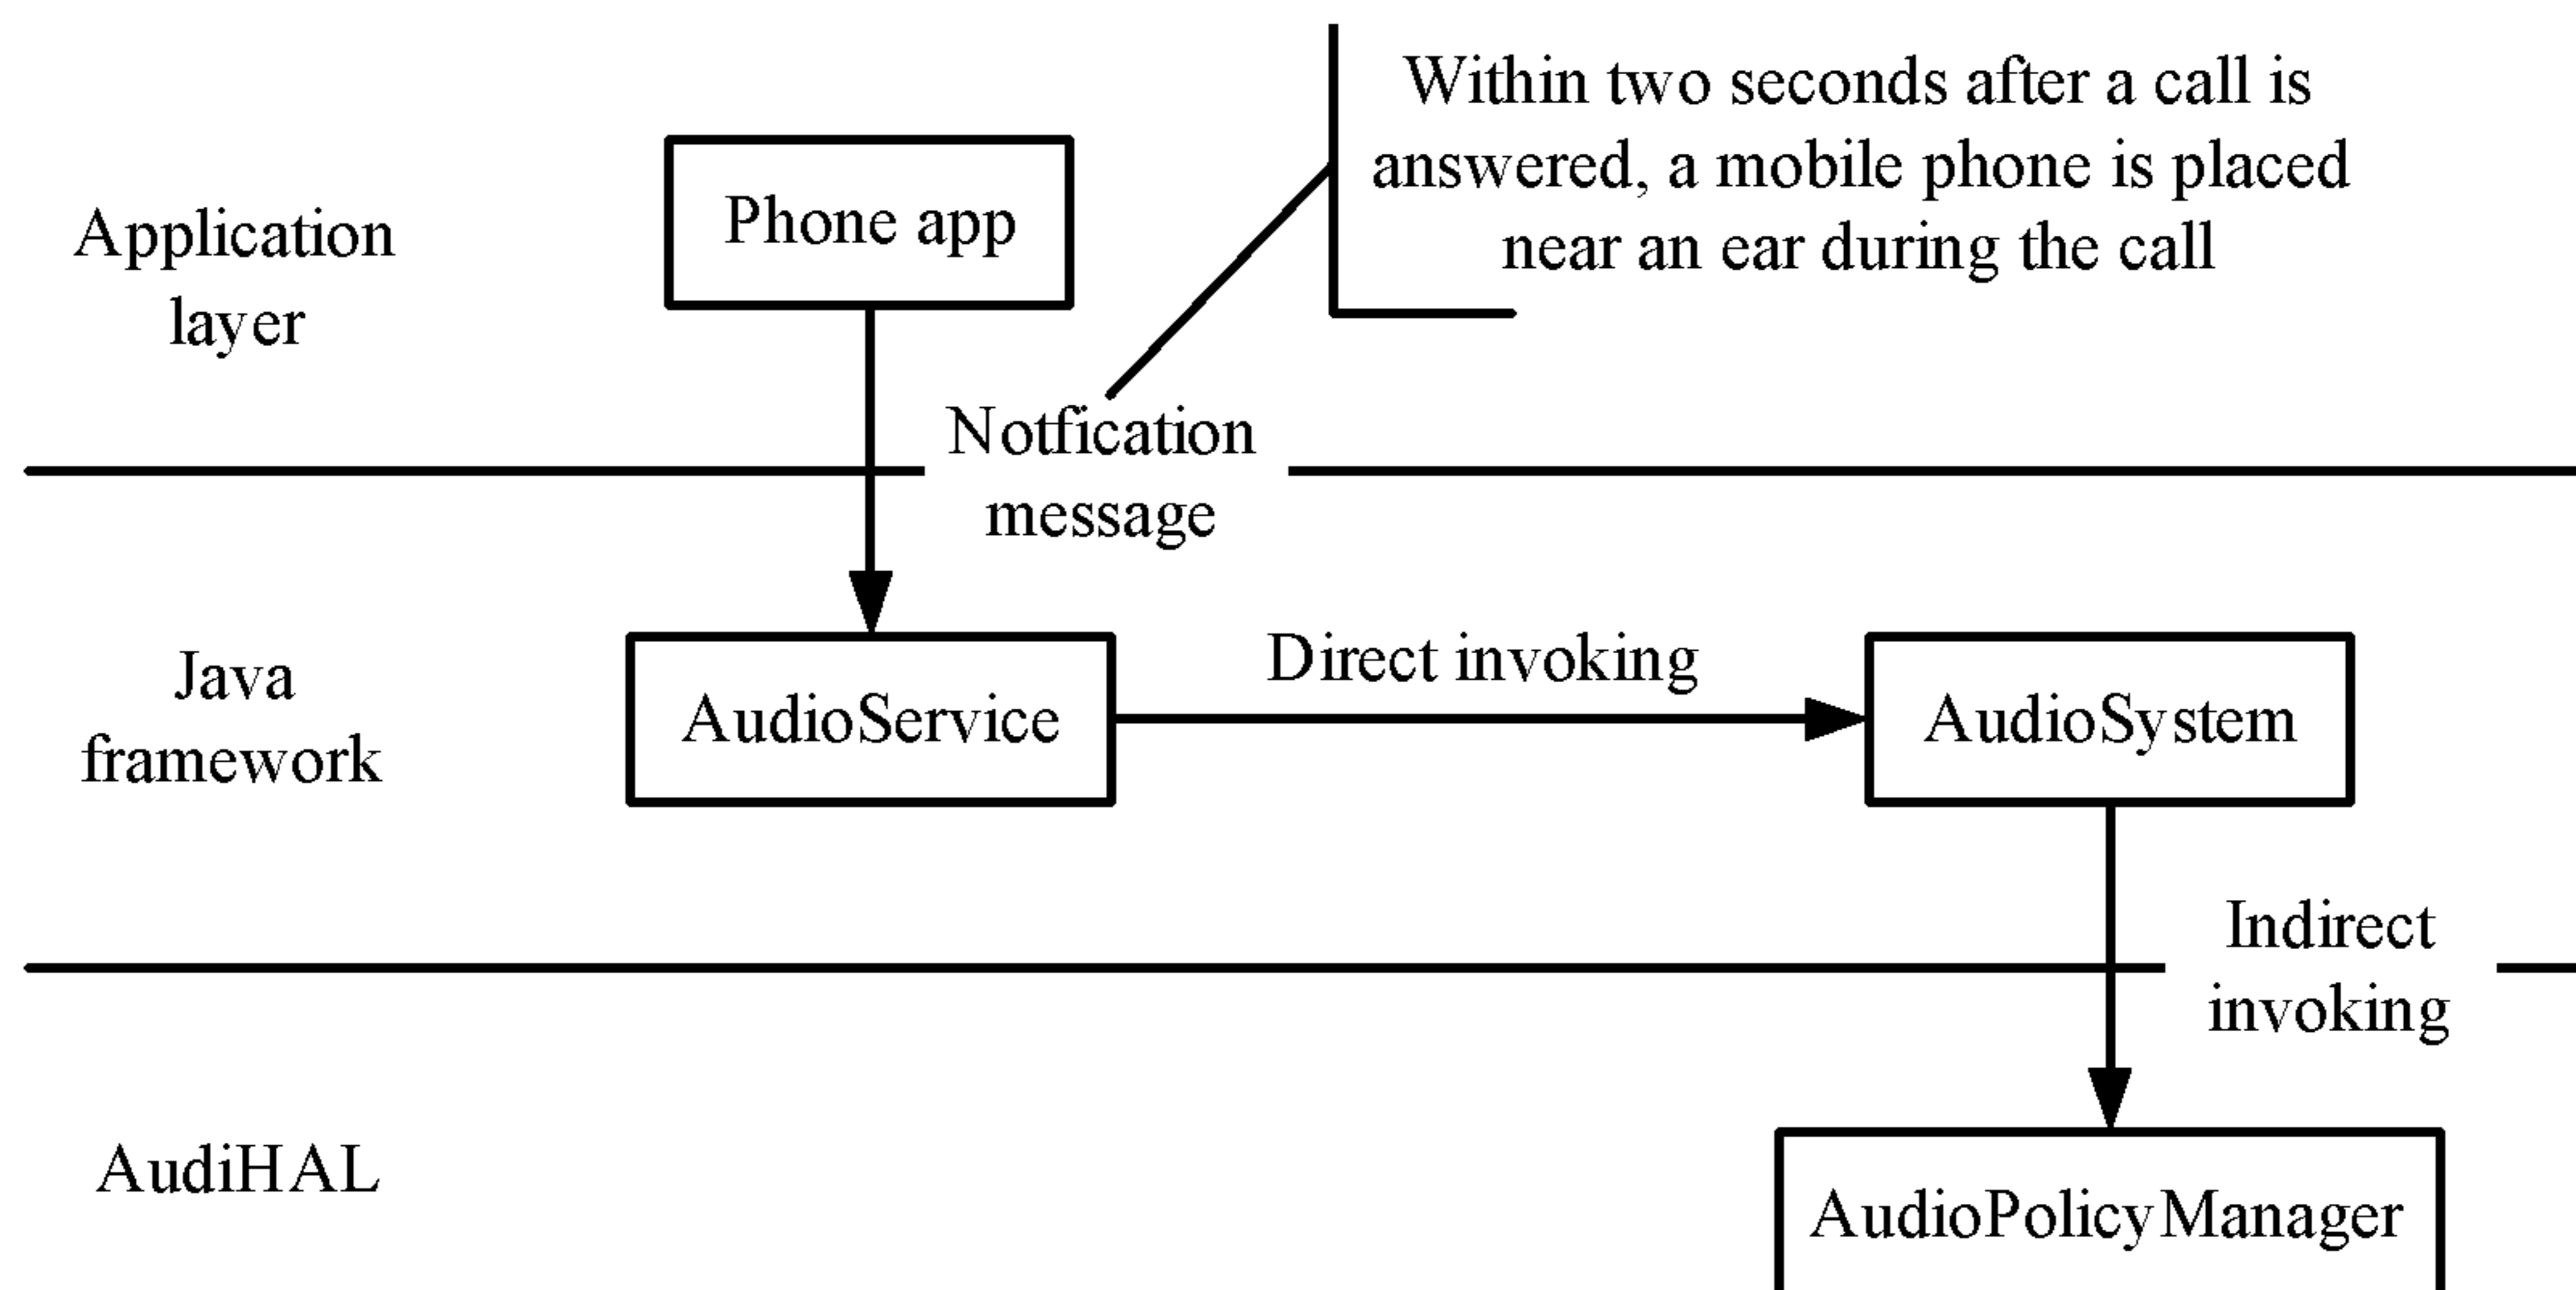 Within two seconds after a call is
answered, a mobile phone is placed
near an ear during the call
Phone app
Application
layer
Notfication
message
Java
framework
AudioService
Direct invoking
AudioSystem
Indirect
invoking
AudiHAL
AudioPolicyManager